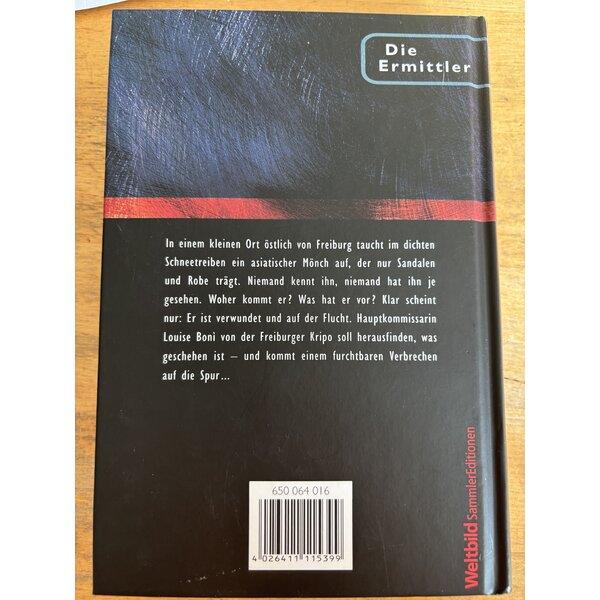 Die
Ermittler
In einem kleinen Ort östlich von Freiburg taucht im dichten
Schneetreiben ein asiatischer Mönch auf, der nur Sandalen
und Robe trägt. Niemand kennt ihn, niemand hat ihn je
gesehen. Woher kommt er? Was hat er vor? Klar scheint
nur: Er ist verwundet und auf der Flucht. Hauptkommissarin
Louise Bonì von der Freiburger Kripo soll herausfinden, was
geschehen ist – und kommt einem furchtbaren Verbrechen
auf die Spur...
650 064 016
4 026411 115399
Weltbild SammlerEditionen